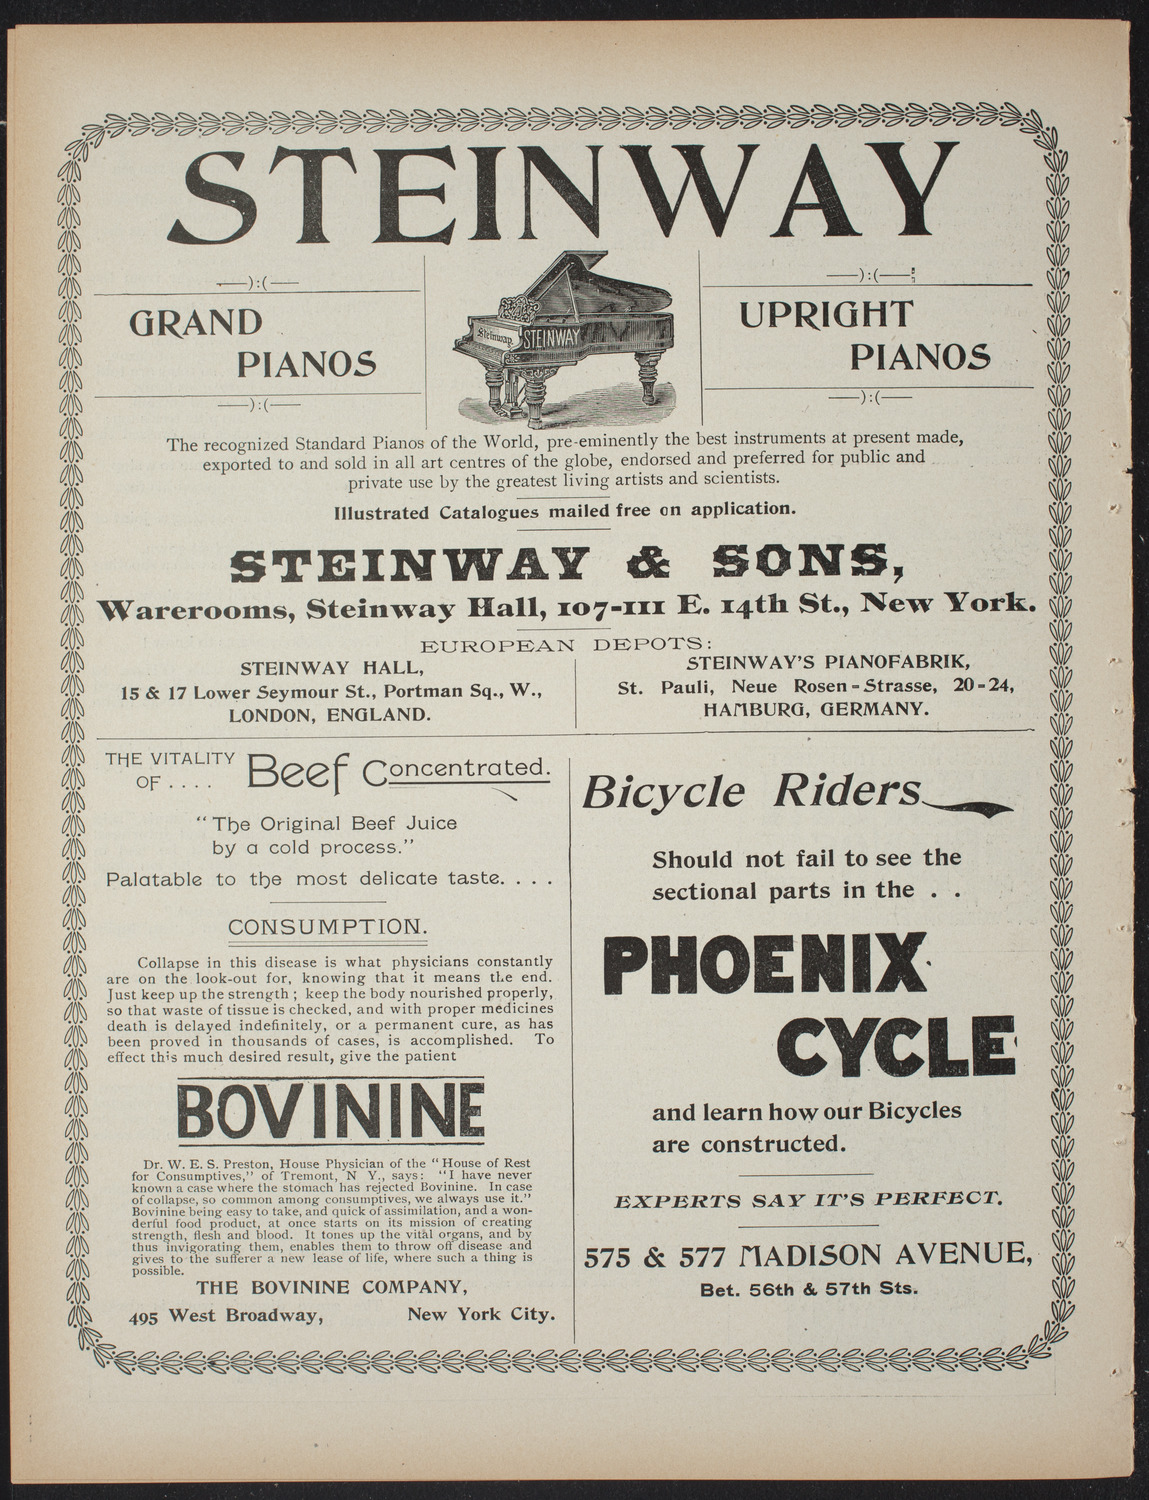 STEINWAY
——):(——
GRAND
PIANOS
——):(——
Steinway.
STEINWAY
——):(——
UPRIGHT
PIANOS
——):(——
The recognized Standard Pianos of the World, pre-eminently the best instruments at present made,
exported to and sold in all art centres of the globe, endorsed and preferred for public and
private use by the greatest living artists and scientists.
Illustrated Catalogues mailed free on application.
STEINWAY & SONS,
Warerooms, Steinway Hall, 107-111 E. 14th St., New York.
EUROPEAN DEPOTS:
STEINWAY HALL,
15 & 17 Lower Seymour St., Portman Sq., W.,
LONDON, ENGLAND.
STEINWAY'S PIANOFABRIK,
St. Pauli, Neue Rosen-Strasse, 20-24,
HAMBURG, GERMANY.
THE VITALITY
OF . . . .
Beef Concentrated.
"The Original Beef Juice
by a cold process."
Palatable to the most delicate taste. . . .
CONSUMPTION.
Collapse in this disease is what physicians constantly
are on the look-out for, knowing that it means the end.
Just keep up the strength; keep the body nourished properly,
so that waste of tissue is checked, and with proper medicines
death is delayed indefinitely, or a permanent cure, as has
been proved in thousands of cases, is accomplished. To
effect this much desired result, give the patient
BOVININE
Dr. W. E. S. Preston, House Physician of the "House of Rest
for Consumptives," of Tremont, N Y., says: "I have never
known a case where the stomach has rejected Bovinine. In case
of collapse, so common among consumptives, we always use it."
Bovinine being easy to take, and quick of assimilation, and a won-
derful food product, at once starts on its mission of creating
strength, flesh and blood. It tones up the vital organs, and by
thus invigorating them, enables them to throw off disease and
gives to the sufferer a new lease of life, where such a thing is
possible.
THE BOVININE COMPANY,
495 West Broadway, New York City.
Bicycle Riders
Should not fail to see the
sectional parts in the . .
PHOENIX
CYCLE
and learn how our Bicycles
are constructed.
EXPERTS SAY IT'S PERFECT.
575 & 577 MADISON AVENUE,
Bet. 56th & 57th Sts.